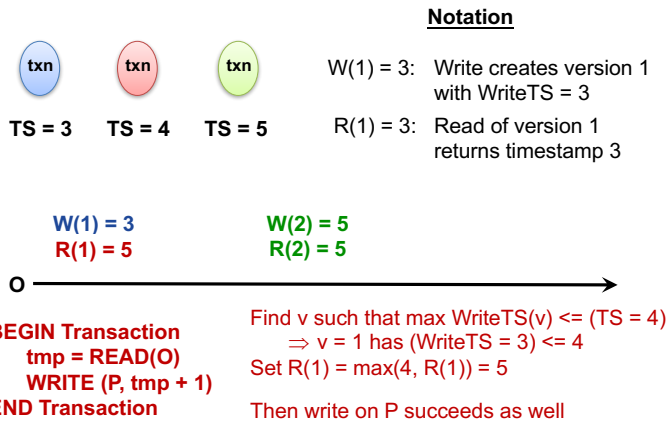 Notation
txn txn txn
TS = 3 TS = 4 TS = 5
W(1) = 3: Write creates version 1
with WriteTS = 3
R(1) = 3: Read of version 1
returns timestamp 3
W(1) = 3
R(1) = 5
W(2) = 5
R(2) = 5
O
BEGIN Transaction
tmp = READ(O)
WRITE (P, tmp + 1)
END Transaction
Find v such that max WriteTS(v) <= (TS = 4)
⇒ v = 1 has (WriteTS = 3) <= 4
Set R(1) = max(4, R(1)) = 5
Then write on P succeeds as well